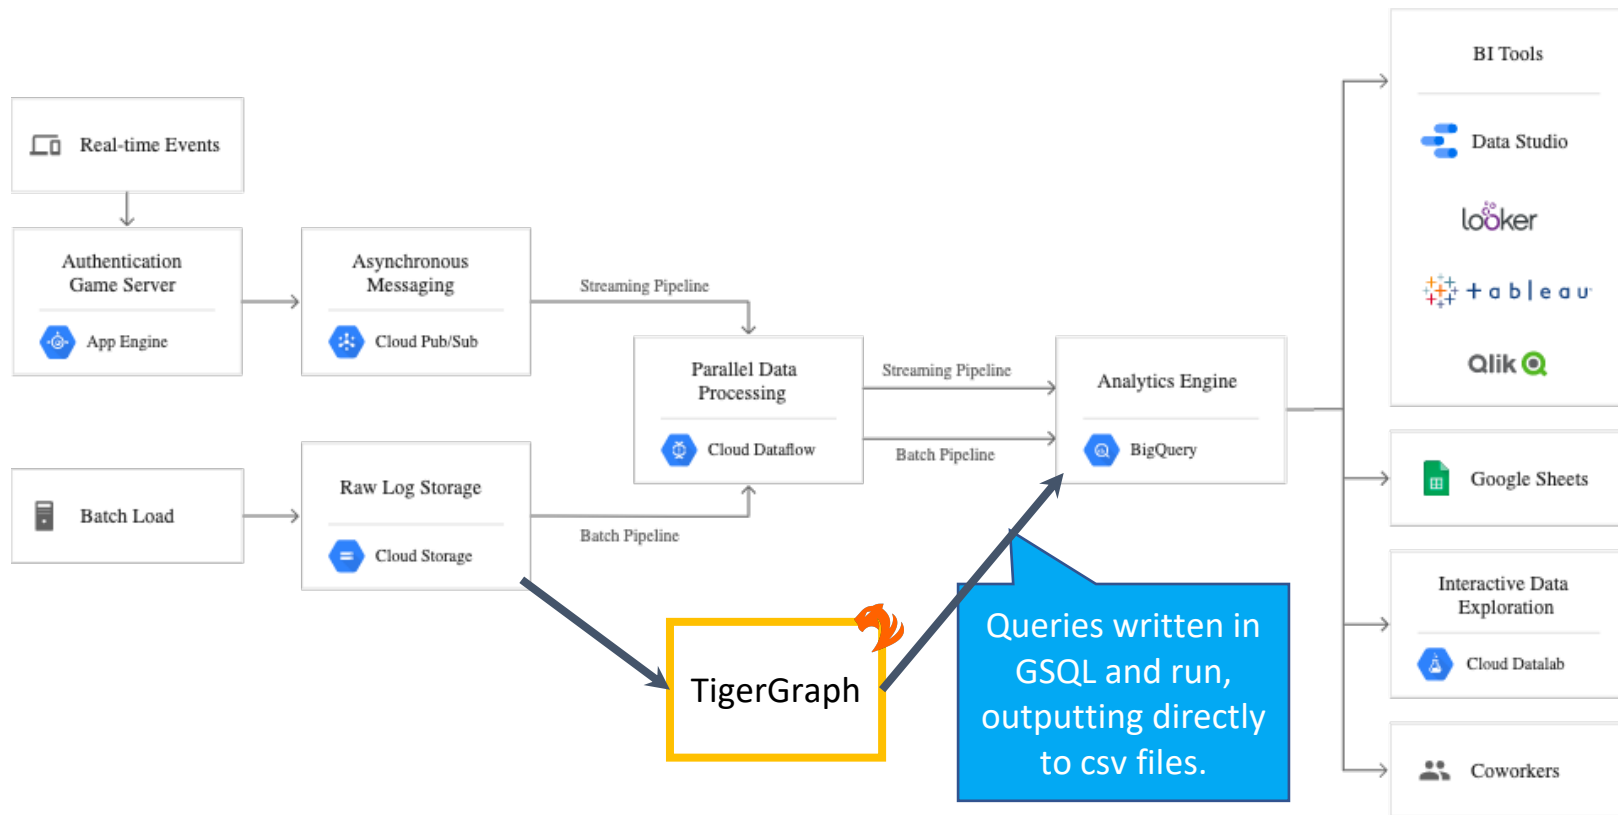 Real-time Events
Authentication
Game Server
App Engine
Asynchronous
Messaging
Cloud Pub/Sub
Streaming Pipeline
Batch Load
Raw Log Storage
Cloud Storage
Batch Pipeline
Parallel Data
Processing
Cloud Dataflow
Streaming Pipeline
Batch Pipeline
Analytics Engine
BigQuery
TigerGraph
Queries written in
GSQL and run,
outputting directly
to csv files.
BI Tools
Data Studio
looker
+ableau
Qlik
Google Sheets
Interactive Data
Exploration
Cloud Datalab
Coworkers